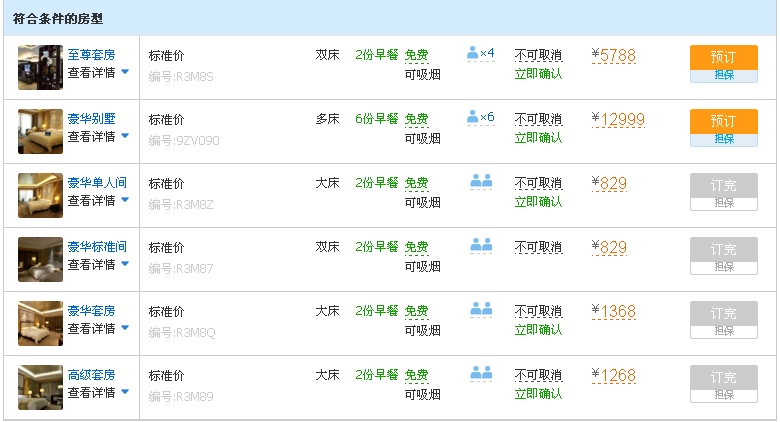 符合条件的房型
至尊套房 标准价 双床 2份早餐 免费 ×4 不可取消 ¥5788 预订
查看详情 编号:R3M8S 可吸烟 立即确认 担保
豪华别墅 标准价 多床 6份早餐 免费 ×6 不可取消 ¥12999 预订
查看详情 编号:9ZV090 可吸烟 立即确认 担保
豪华单人间 标准价 大床 2份早餐 免费 不可取消 ¥829 订完
查看详情 编号:R3M8Z 可吸烟 立即确认 担保
豪华标准间 标准价 双床 2份早餐 免费 不可取消 ¥829 订完
查看详情 编号:R3M87 可吸烟 担保
豪华套房 标准价 大床 2份早餐 免费 不可取消 ¥1368 订完
查看详情 编号:R3M8Q 可吸烟 立即确认 担保
高级套房 标准价 大床 2份早餐 免费 不可取消 ¥1268 订完
查看详情 编号:R3M89 可吸烟 立即确认 担保